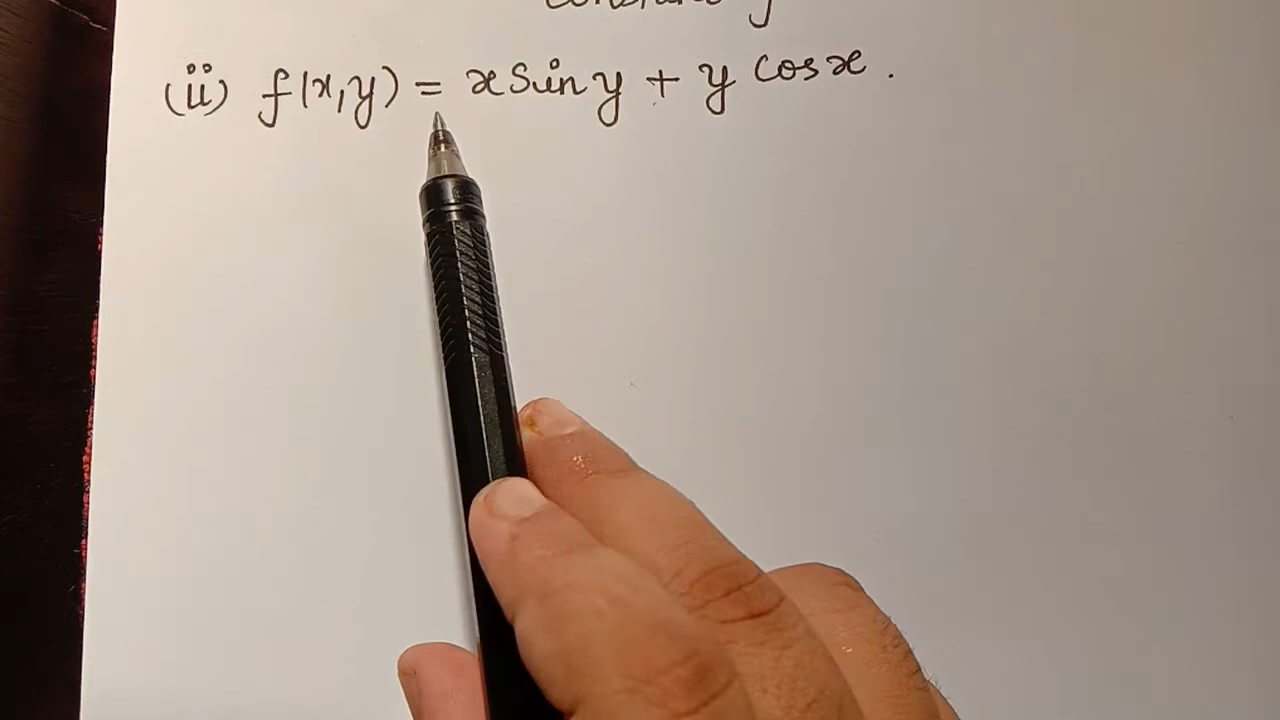 (ii) f(x,y) = x Sin y + y Cos x .